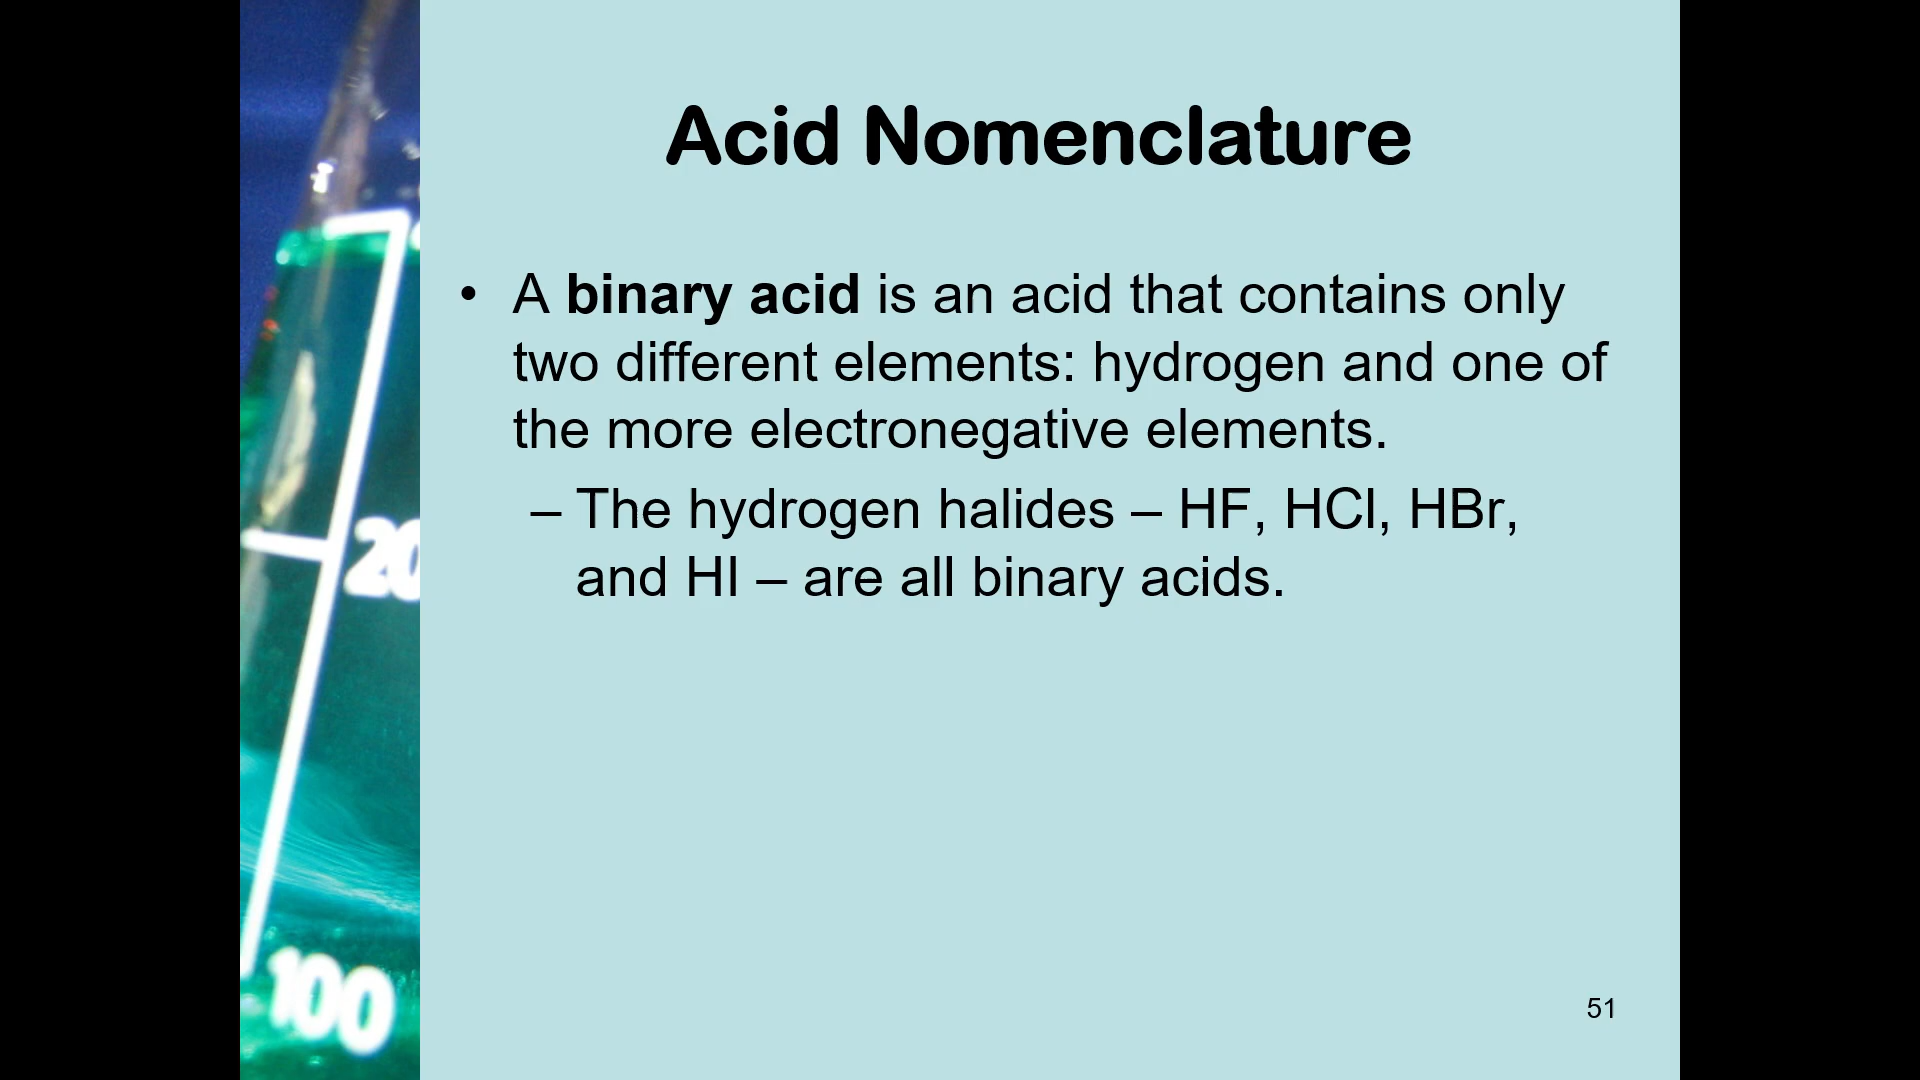 Acid Nomenclature
• A binary acid is an acid that contains only
two different elements: hydrogen and one of
the more electronegative elements.
– The hydrogen halides – HF, HCl, HBr,
and HI – are all binary acids.
20
100
51